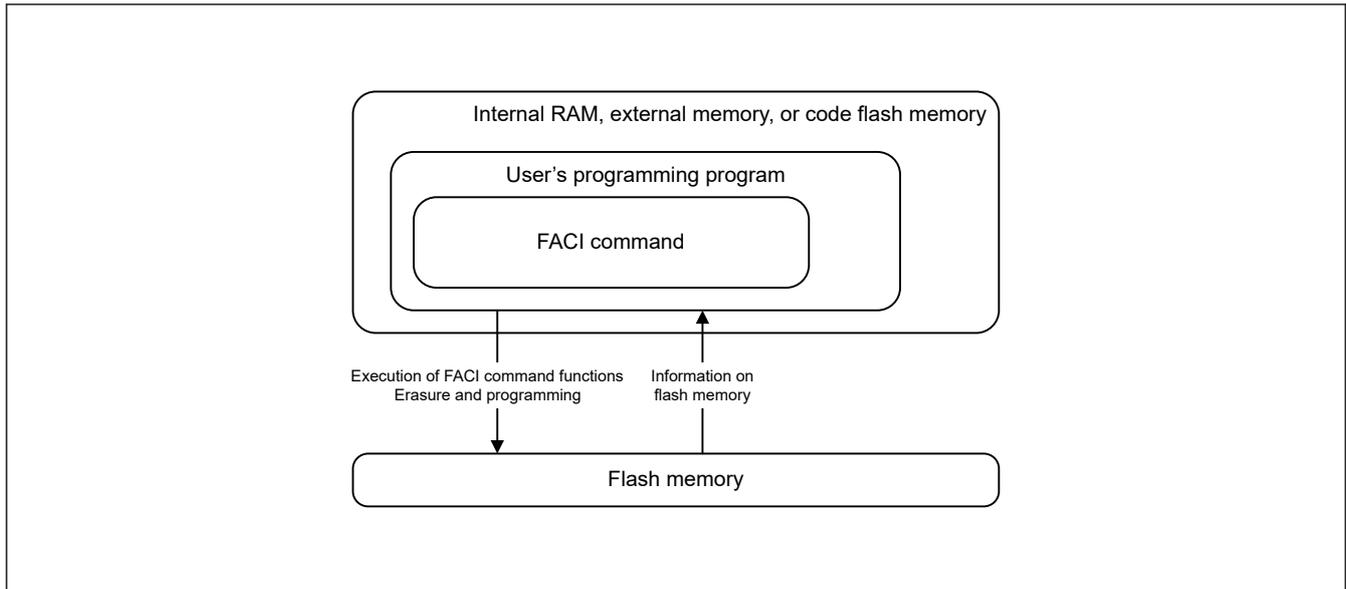 Internal RAM, external memory, or code flash memory
User’s programming program
FACI command
Execution of FACI command functions
Erasure and programming
Information on
flash memory
Flash memory